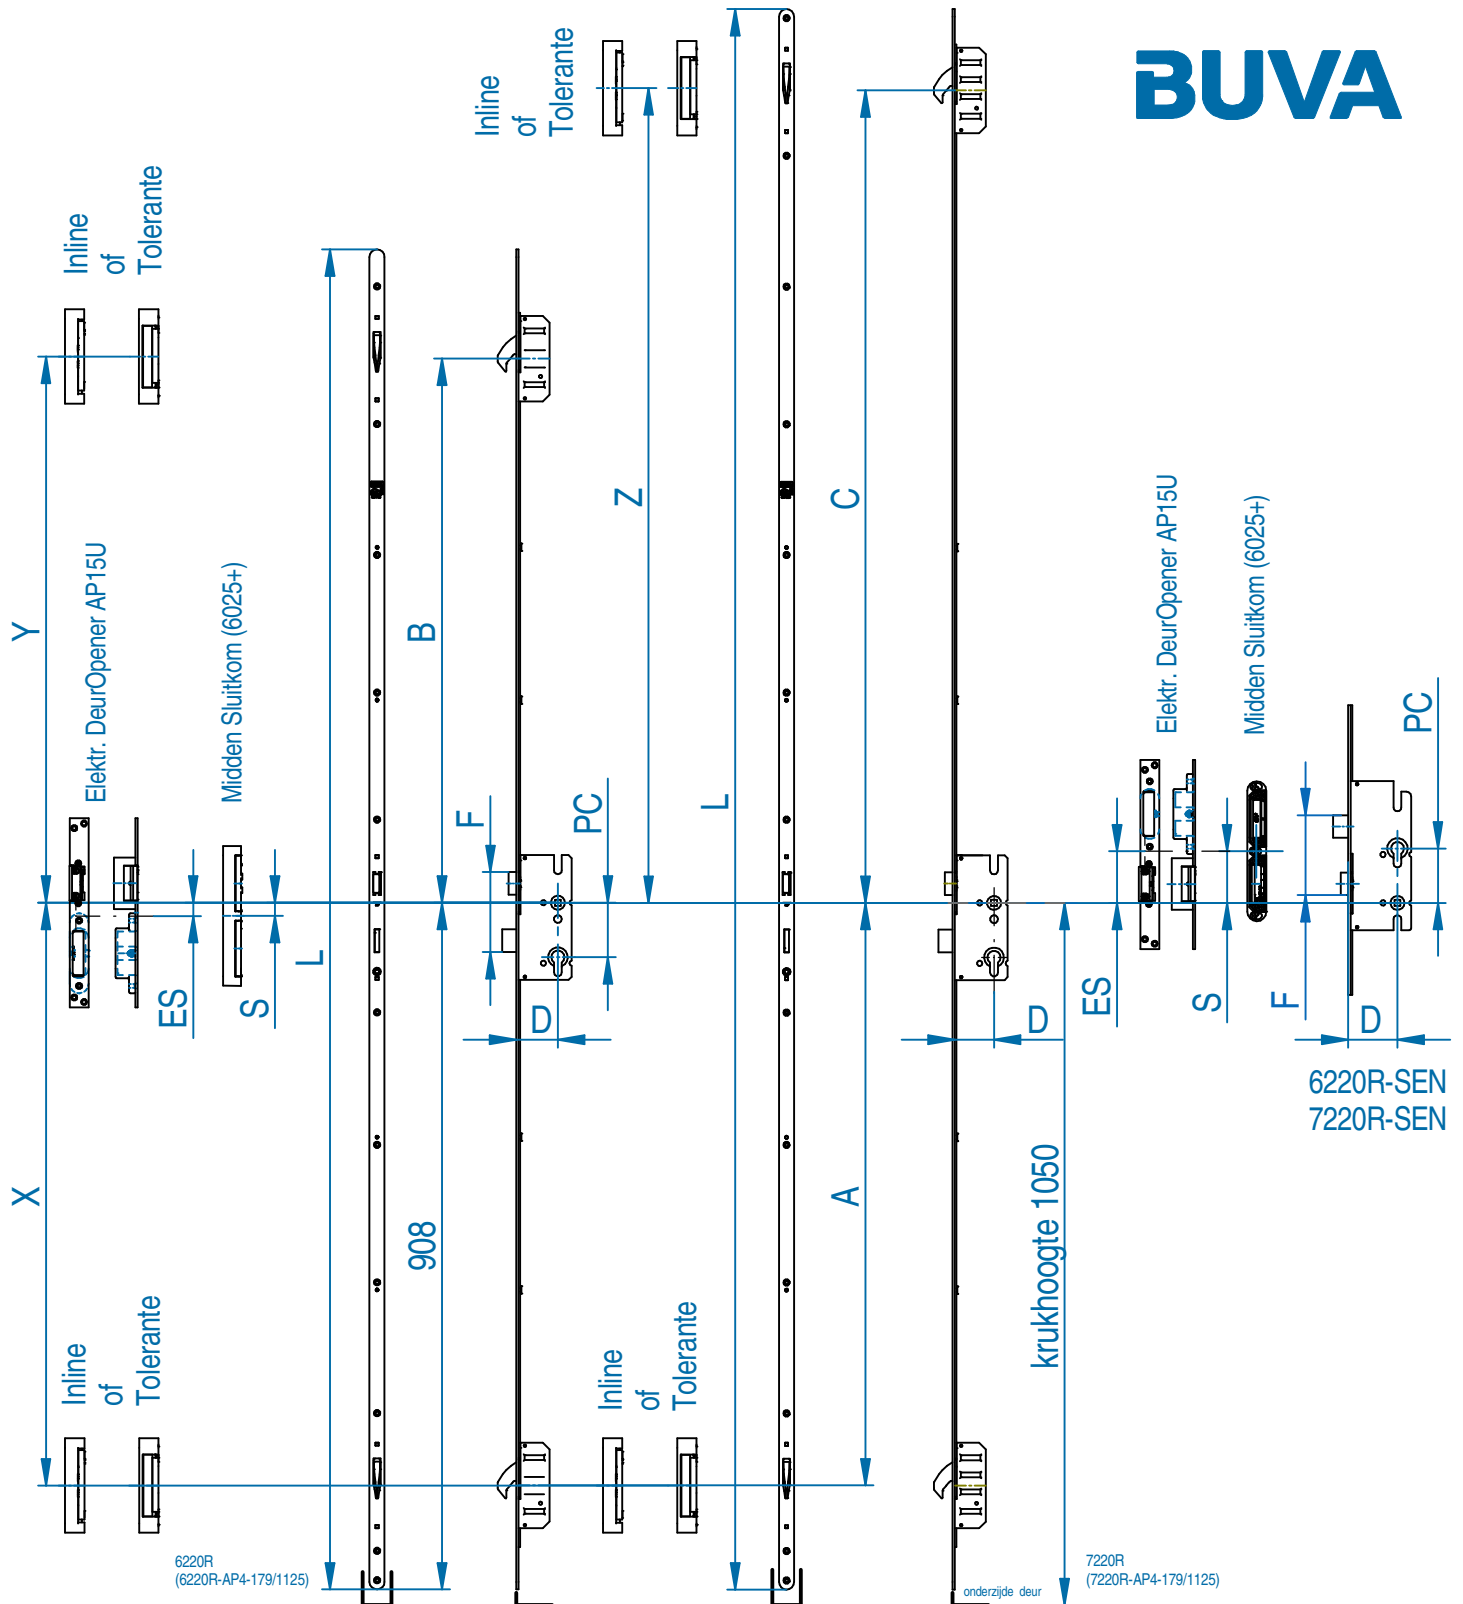 BUVA
Inline
of
Tolerante
Inline
of
Tolerante
Z
C
Y
B
Elektr. DeurOpener AP15U
Midden Sluitkom (6025+)
Elektr. DeurOpener AP15U
Midden Sluitkom (6025+)
PC
F
PC
L
L
ES
S
D
D
ES
S
F
D
6220R-SEN
7220R-SEN
X
908
A
krukhoogte 1050
Inline
of
Tolerante
Inline
of
Tolerante
6220R
(6220R-AP4-179/1125)
onderzijde deur
7220R
(7220R-AP4-179/1125)